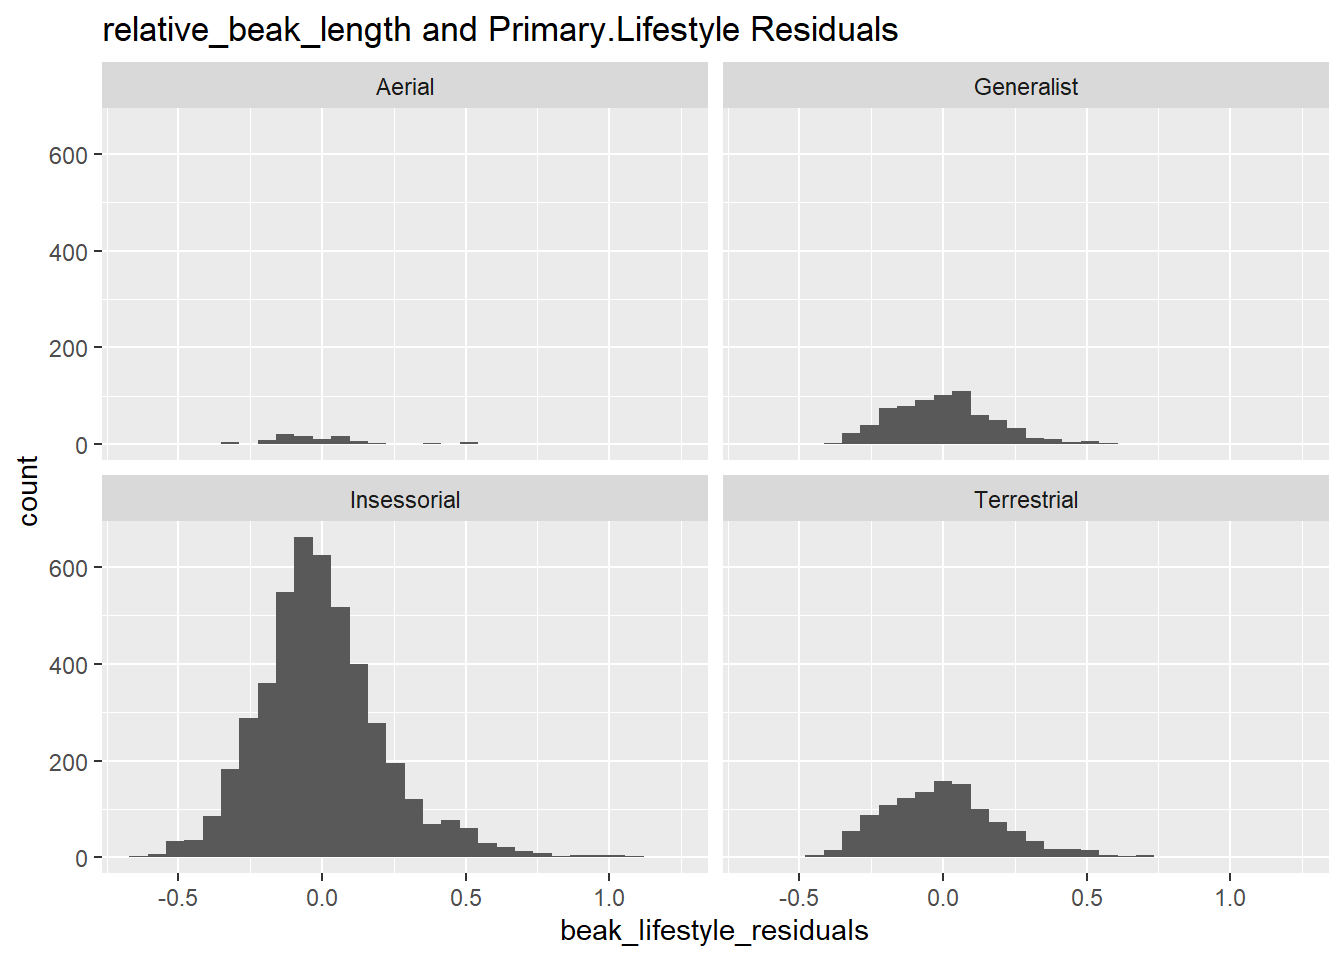 relative_beak_length and Primary.Lifestyle Residuals
Aerial
Generalist
600
400
200
0
Insessorial
Terrestrial
600
400
200
0
count
-0.5 0.0 0.5 1.0
-0.5 0.0 0.5 1.0
beak_lifestyle_residuals